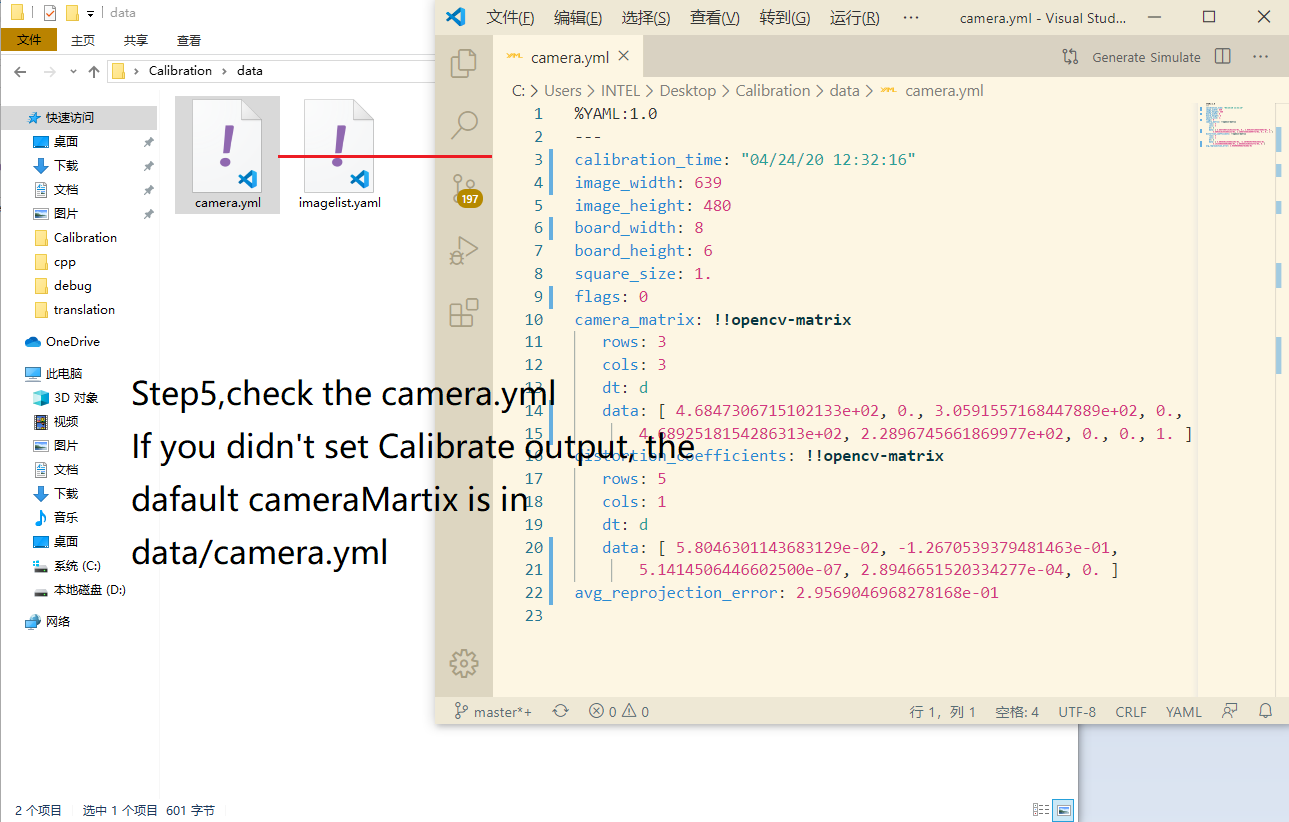 data
文件
主页
共享
查看
Calibration
data
快速访问
桌面
下载
文档
图片
Calibration
cpp
debug
translation
OneDrive
此电脑
3D 对象
视频
图片
文档
下载
音乐
桌面
系统 (C:)
本地磁盘 (D:)
网络
camera.yml
imagelist.yaml
Step5,check the camera.yml
If you didn't set Calibrate output, the
dafault cameraMartix is in
data/camera.yml
2 个项目 选中 1 个项目 601 字节
文件(F) 编辑(E) 选择(S) 查看(V) 转到(G) 运行(R) ··· camera.yml - Visual Stud...
197
camera.yml
Generate Simulate
C: > Users > INTEL > Desktop > Calibration > data > camera.yml
1 %YAML:1.0
2 ---
3 calibration_time: "04/24/20 12:32:16"
4 image_width: 639
5 image_height: 480
6 board_width: 8
7 board_height: 6
8 square_size: 1.
9 flags: 0
10 camera_matrix: !!opencv-matrix
11 rows: 3
12 cols: 3
13 dt: d
14 data: [ 4.6847306715102133e+02, 0., 3.0591557168447889e+02, 0.,
15 4.6892518154286313e+02, 2.2896745661869977e+02, 0., 0., 1. ]
16 distortion_coefficients: !!opencv-matrix
17 rows: 5
18 cols: 1
19 dt: d
20 data: [ 5.8046301143683129e-02, -1.2670539379481463e-01,
21 5.1414506446602500e-07, 2.8946651520334277e-04, 0. ]
22 avg_reprojection_error: 2.9569046968278168e-01
23
master*+ 0 0 行 1，列 1 空格: 4 UTF-8 CRLF YAML